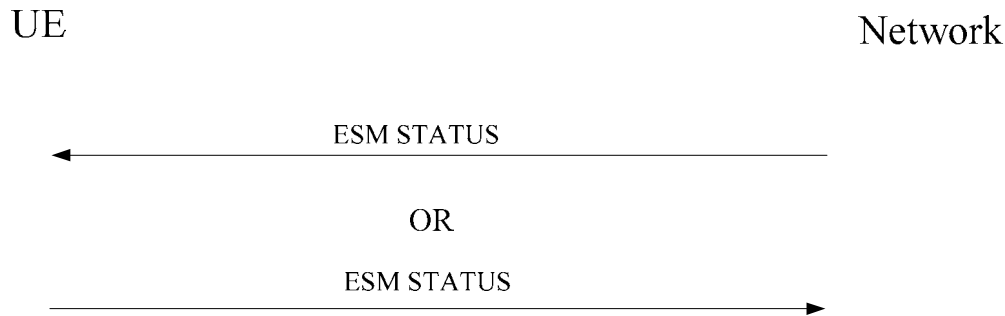 UE
Network
ESM STATUS
OR
ESM STATUS